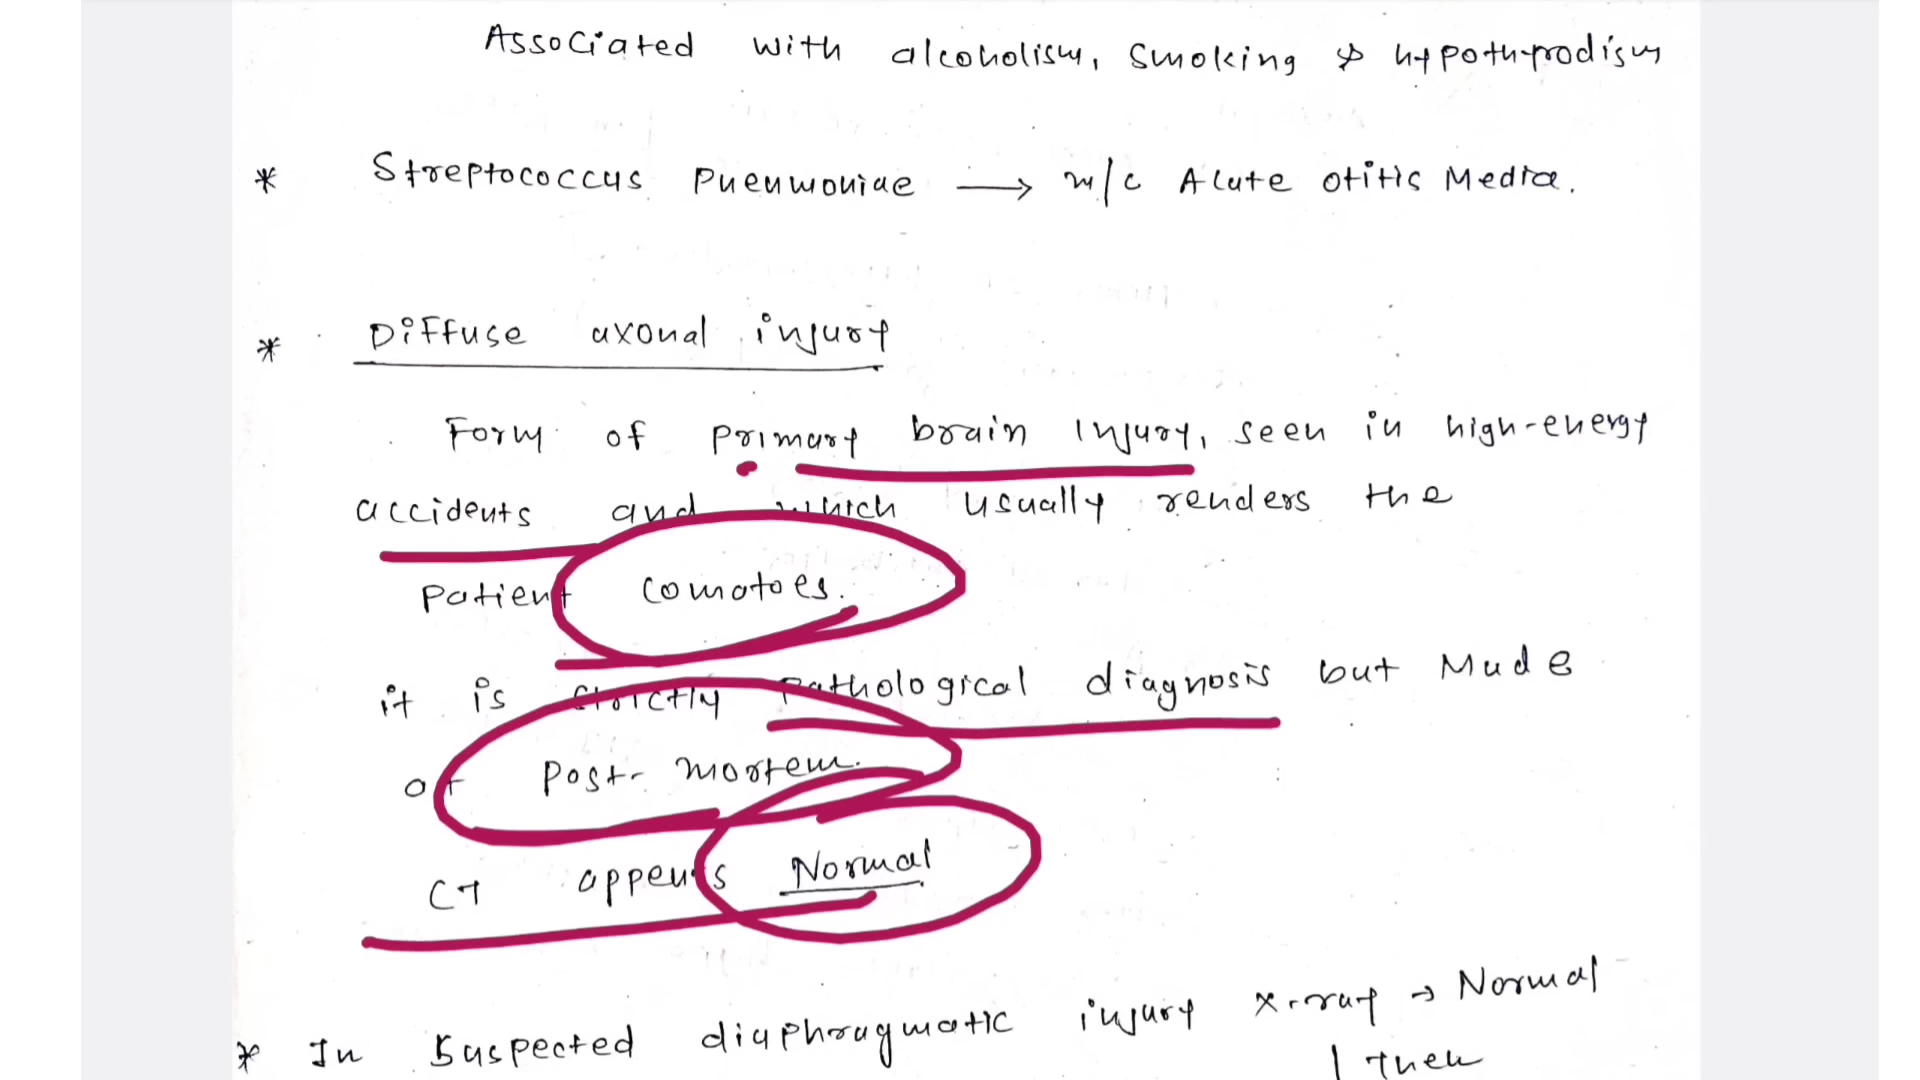 Associated with alcoholism, Smoking & hypothyrodism
* Streptococcus Pneumoniae → m/c Acute otitis Media.
* Diffuse axonal injury
Form of primary brain injury, seen in high-energy
accidents and which usually renders the
patient comatoes.
it is strictly pathological diagnosis but Made
at post-mortem.
CT appears Normal
* In Suspected diaphragmatic injury X-ray → Normal
then